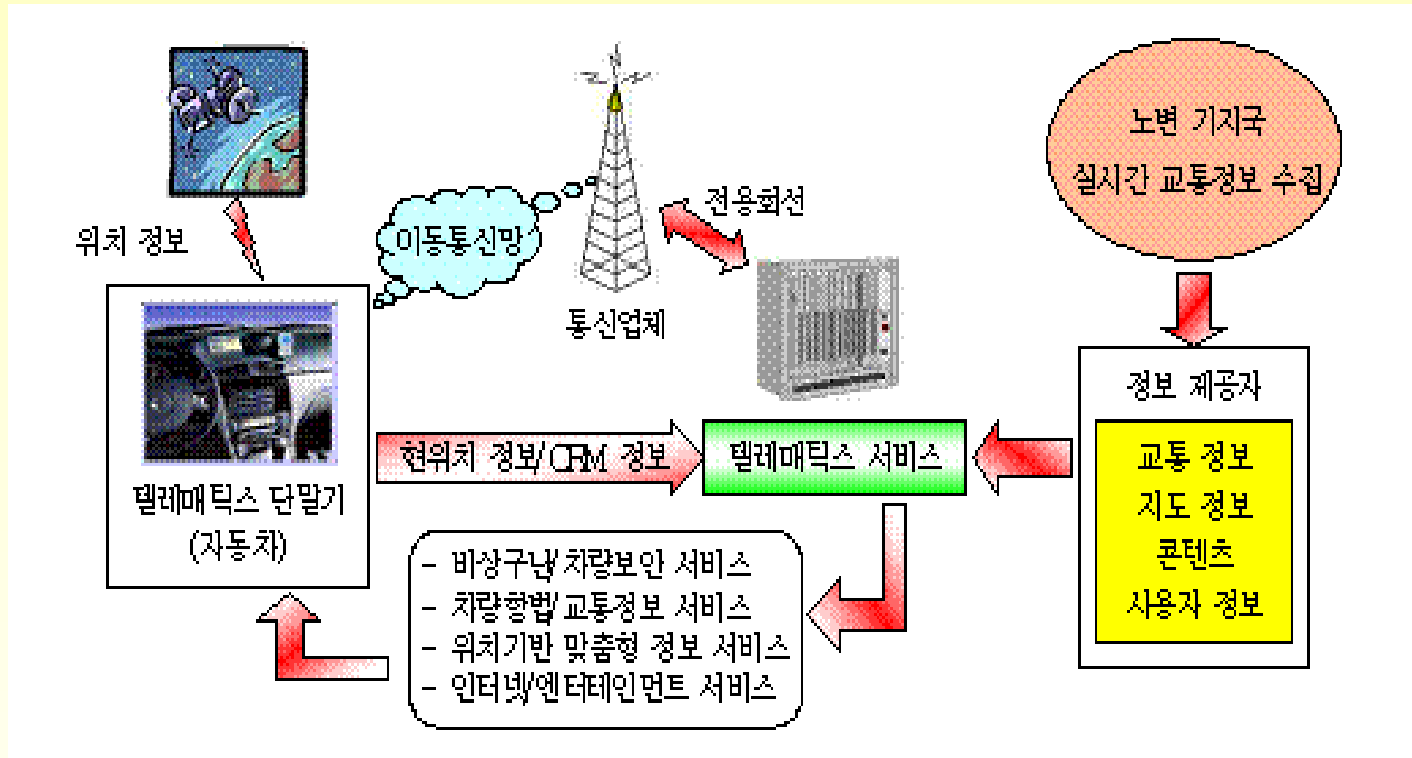 노변 기지국
실시간 교통정보 수집
위치 정보
이동통신망
전용회선
통신업체
정보 제공자
교통 정보
지도 정보
콘텐츠
사용자 정보
현위치 정보/CRM 정보
텔레매틱스 서비스
텔레매틱스 단말기
(자동차)
- 비상구난/차량보안 서비스
- 차량항법/교통정보 서비스
- 위치기반 맞춤형 정보 서비스
- 인터넷/엔터테인먼트 서비스